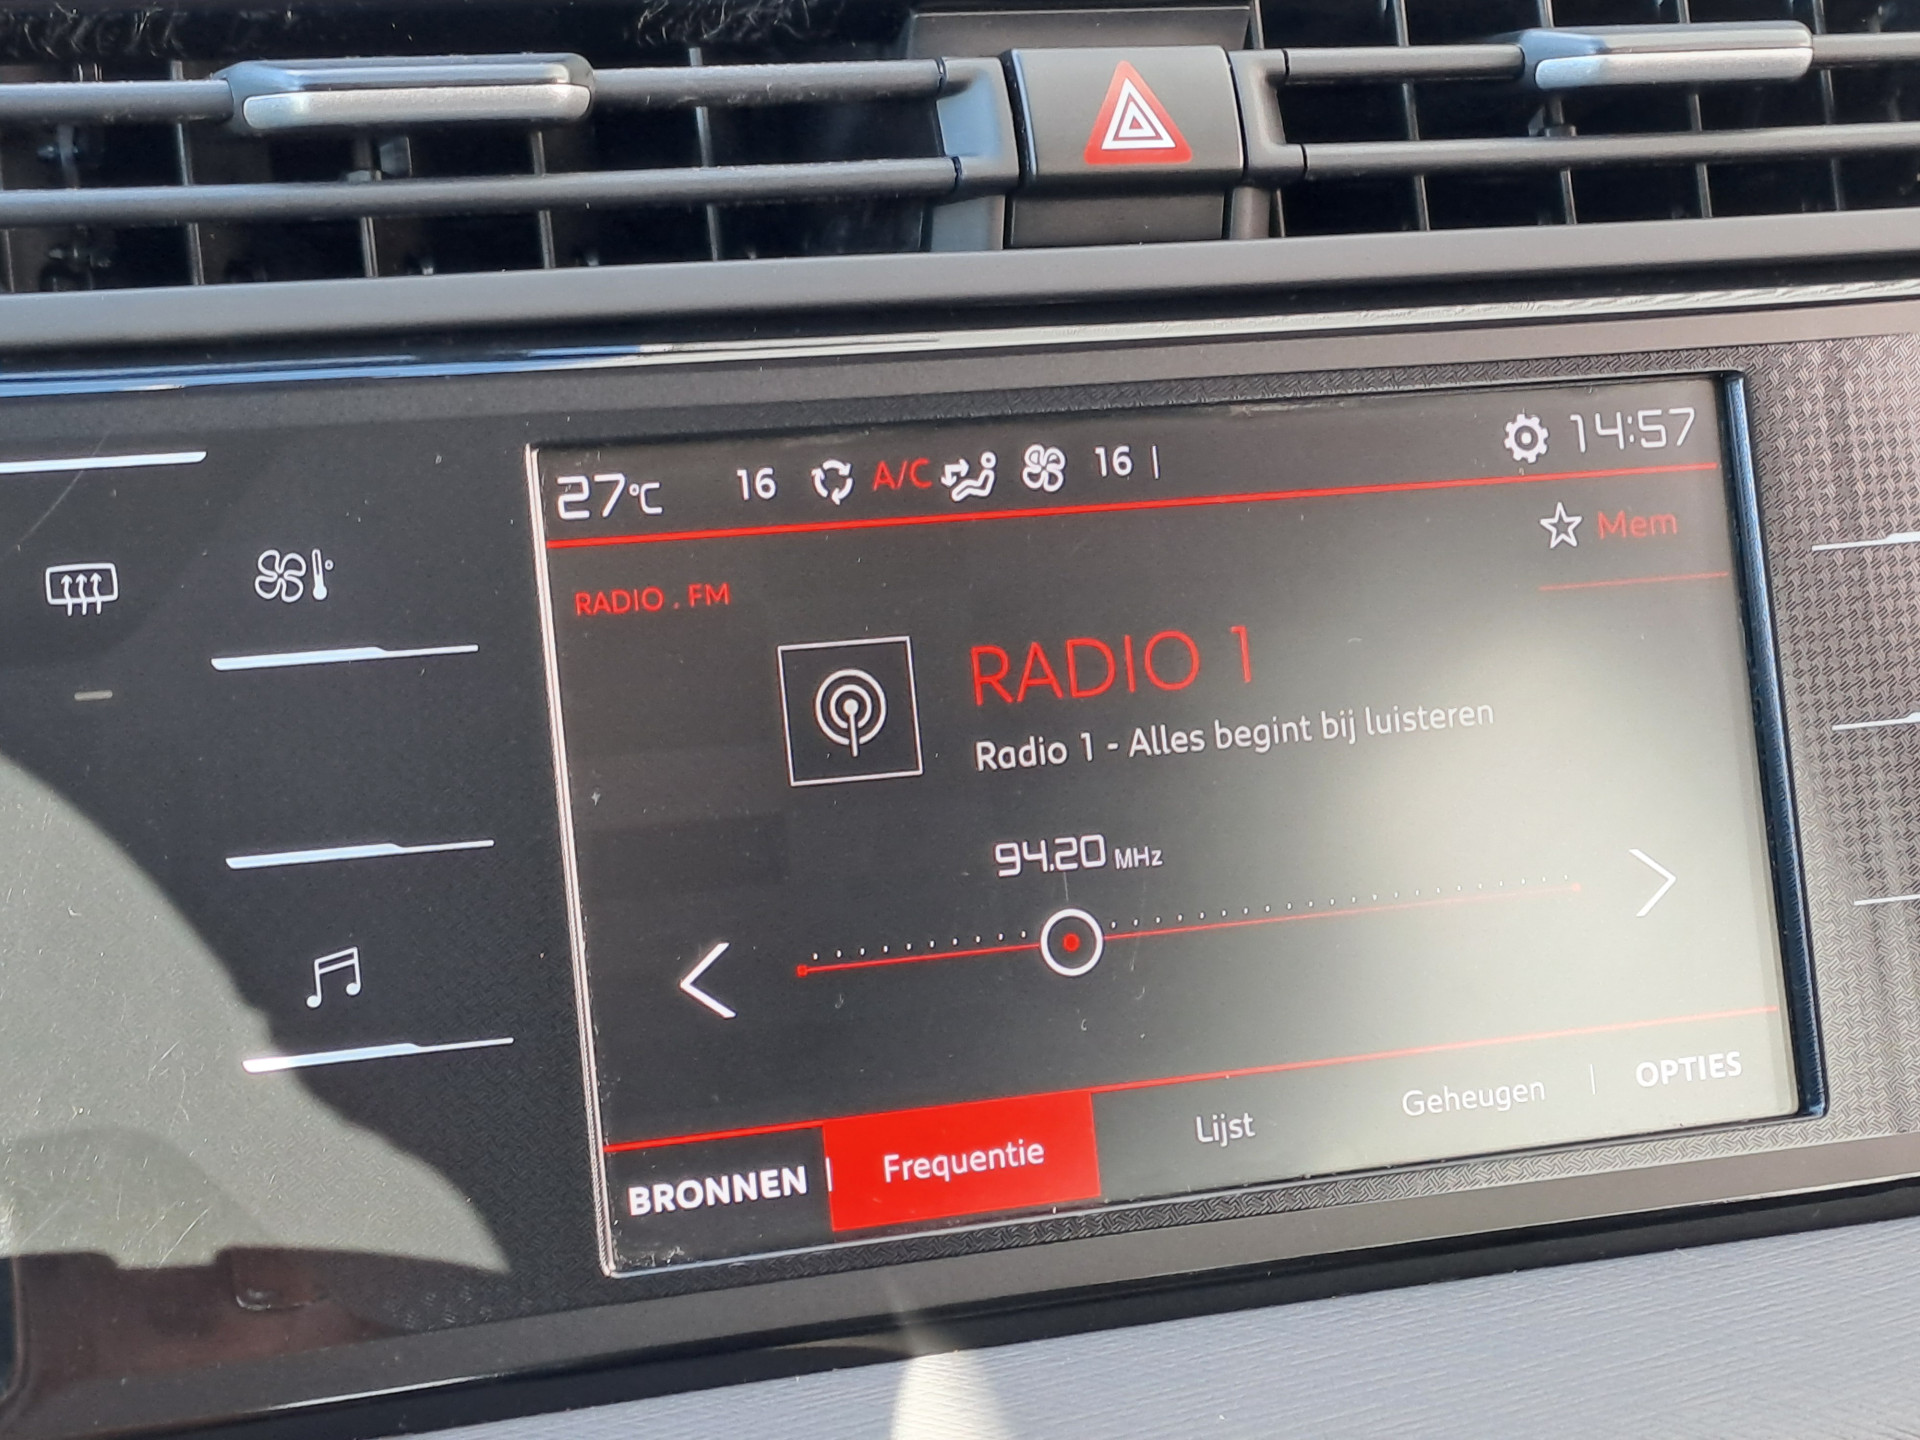 27°C 16 A/C 16 14:57
Mem
RADIO . FM
RADIO 1
Radio 1 - Alles begint bij luisteren
94.20 MHz
BRONNEN Frequentie Lijst Geheugen OPTIES